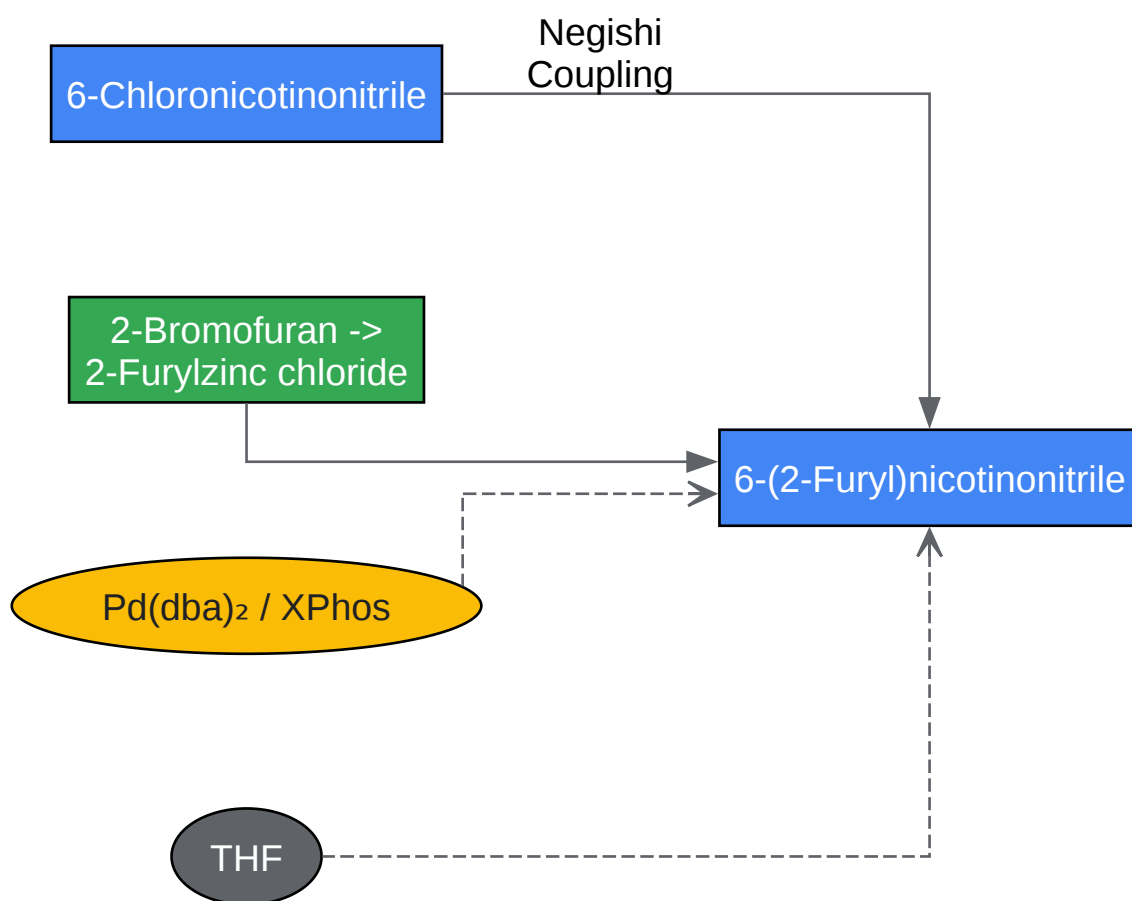 Negishi
Coupling
6-Chloronicotinonitrile
2-Bromofuran ->
2-Furylzinc chloride
6-(2-Furyl)nicotinonitrile
Pd(dba)₂ / XPhos
THF